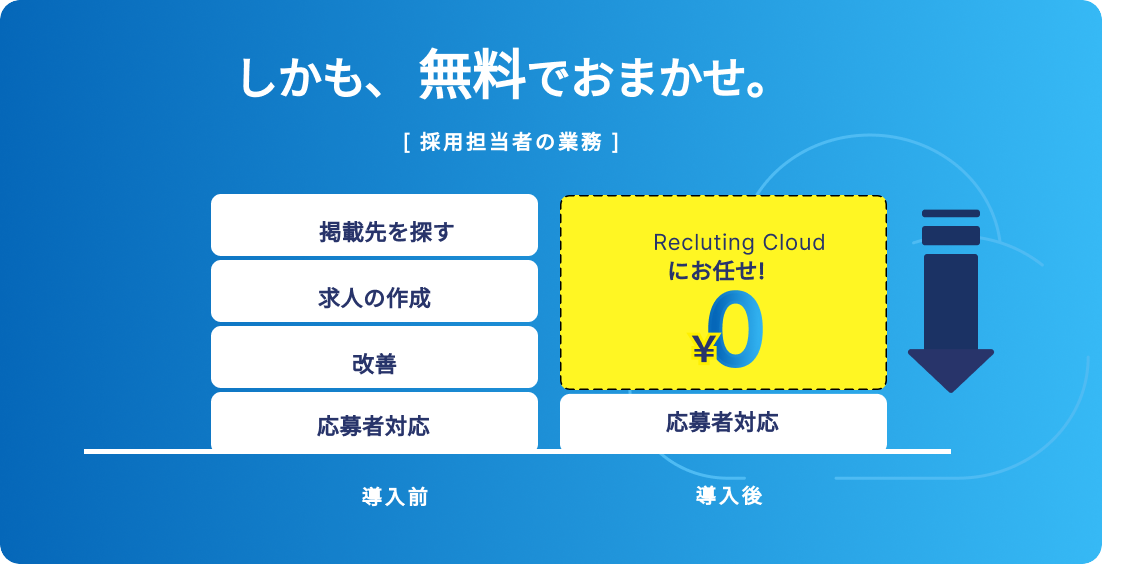 しかも、無料でおまかせ。
[ 採用担当者の業務 ]
掲載先を探す
求人の作成
改善
応募者対応
Recluting Cloud
にお任せ!
¥0
応募者対応
導入前
導入後